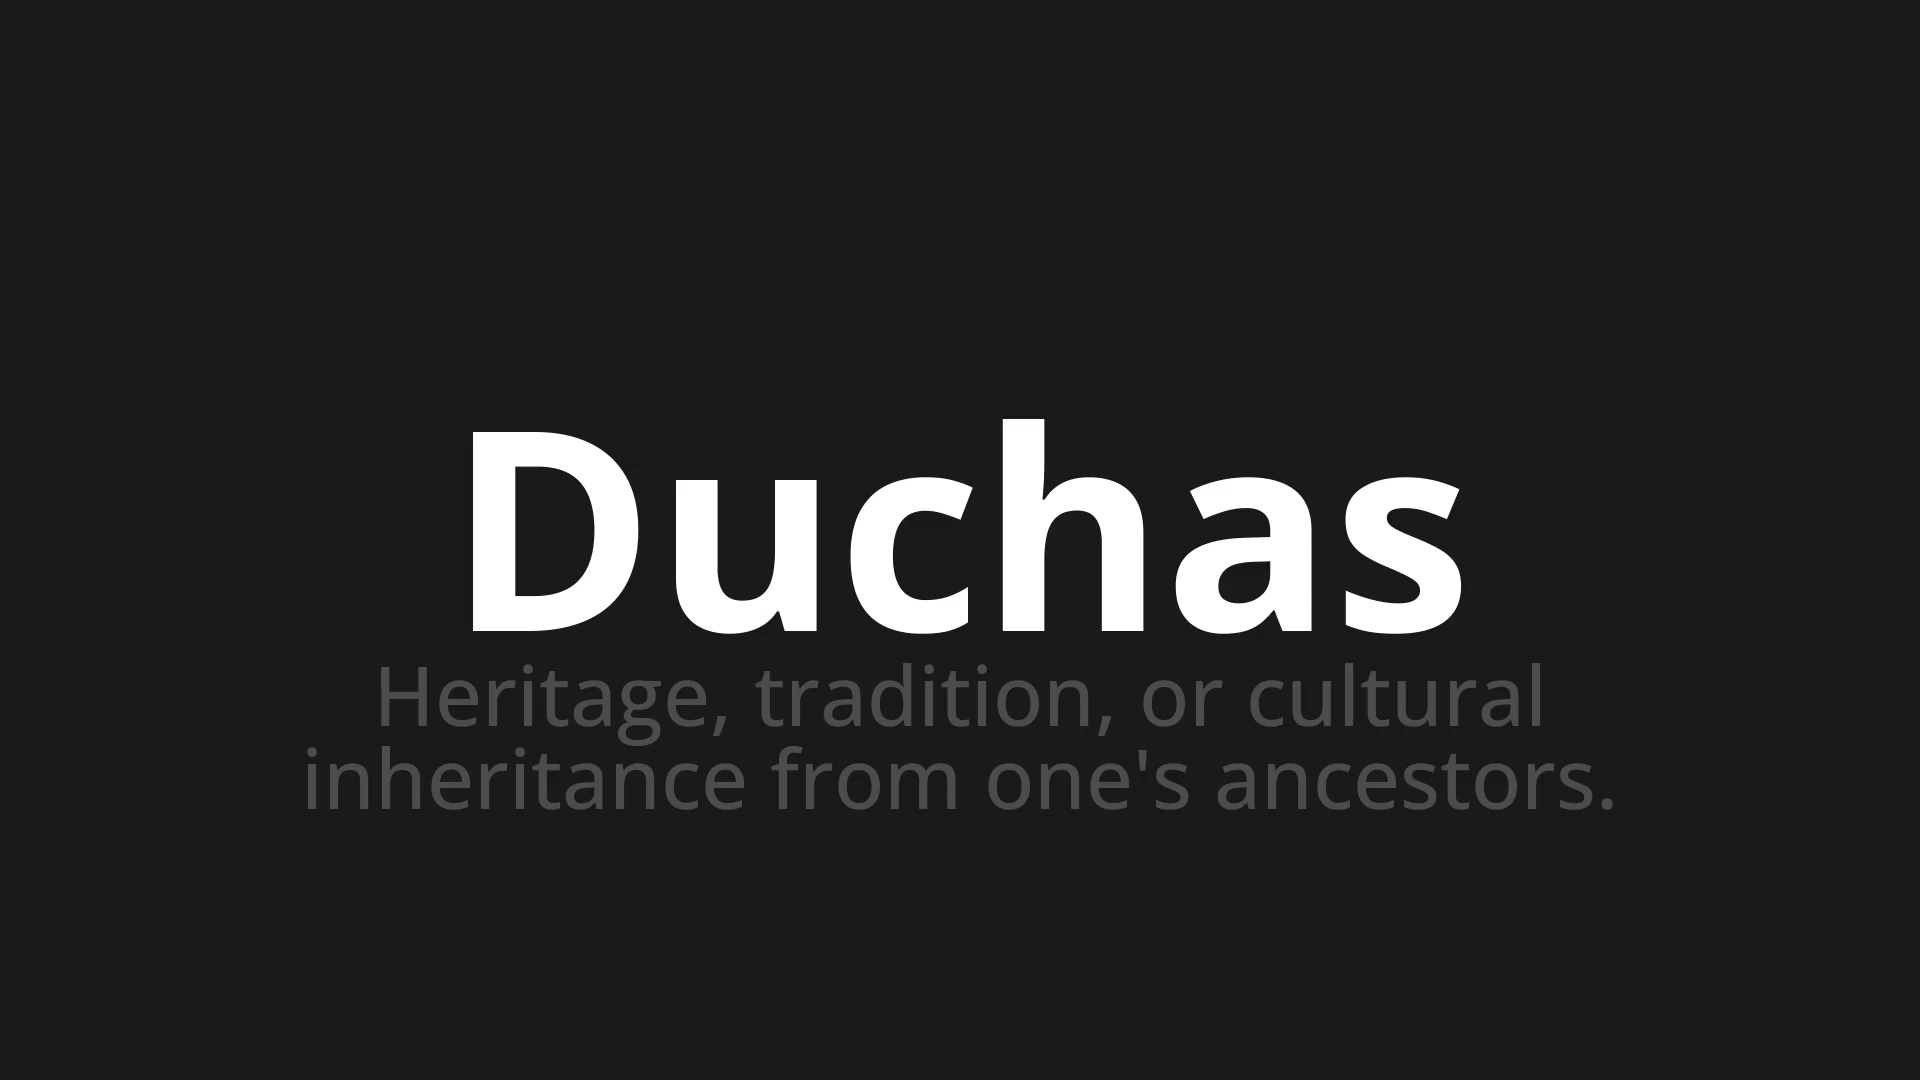 Duchas
Heritage, tradition, or cultural
inheritance from one's ancestors.